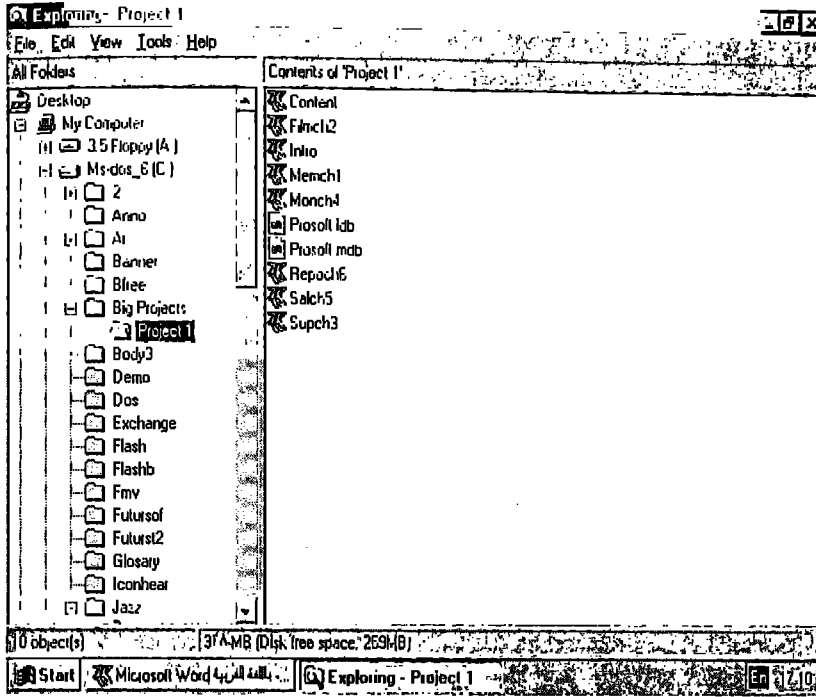 Exploring - Project 1
File Edit View Tools Help
All Folders
Contents of 'Project 1'
Desktop
My Computer
3.5 Floppy (A:)
Ms-dos_6 (C:)
2
Anno
Ar
Banner
Bfree
Big Projects
Project 1
Body3
Demo
Dos
Exchange
Flash
Flashb
Fmv
Futursof
Futurst2
Glosary
Iconhear
Jazz
Content
Filmch2
Intro
Memch1
Monch4
Prosoft.ldb
Prosoft.mdb
Repoch6
Salch5
Supch3
10 object(s)
MB (Disk free space: 269MB)
Start
Microsoft Word
Exploring - Project 1
En